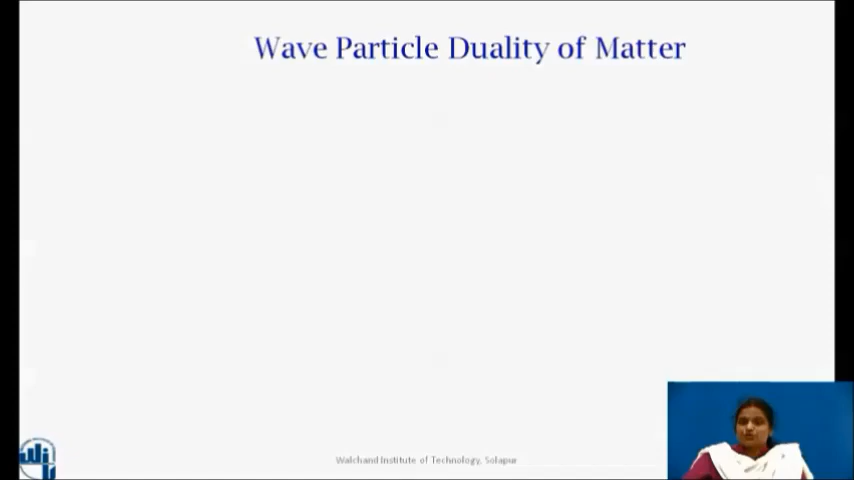 Wave Particle Duality of Matter
Walchand Institute of Technology, Solapur